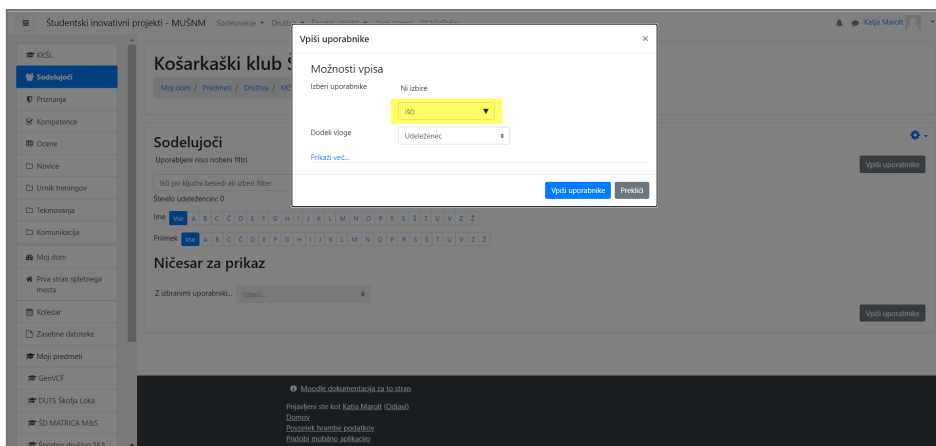 Študentski inovativni projekti - MUŠNM Sodelovanje
Katja Marolt
Vpiši uporabnike ×
Možnosti vpisa
Izberi uporabnike
Ni izbire
Išči
Dodeli vloge
Udeleženec
Prikaži več...
Vpiši uporabnike
Prekliči
KKŠL
Sodelujoči
Priznanja
Kompetence
Ocene
Novice
Urnik treningov
Tekmovanja
Komunikacija
Moj dom
Prva stran spletnega
mesta
Koledar
Zasebne datoteke
Moji predmeti
GenVCF
DUTS Škofja Loka
ŠD MATRICA M&S
Športno društvo SKA
Košarkaški klub
Moj dom / Predmeti / Društva /
Sodelujoči
Uporabljeni niso nobeni filtri
Vpiši uporabnike
Išči po ključni besedi ali izberi filter
Število udeležencev: 0
Ime Vse A B C Č D E F G H I J K L M N O P R S Š T U V Z Ž
Priimek Vse A B C Č D E F G H I J K L M N O P R S Š T U V Z Ž
Ničesar za prikaz
Z izbranimi uporabniki... Izberi...
Vpiši uporabnike
Moodle dokumentacija za to stran
Prijavljeni ste kot Katja Marolt (Odjavi)
Domov
Povzetek hrambe podatkov
Pridobi mobilno aplikacijo